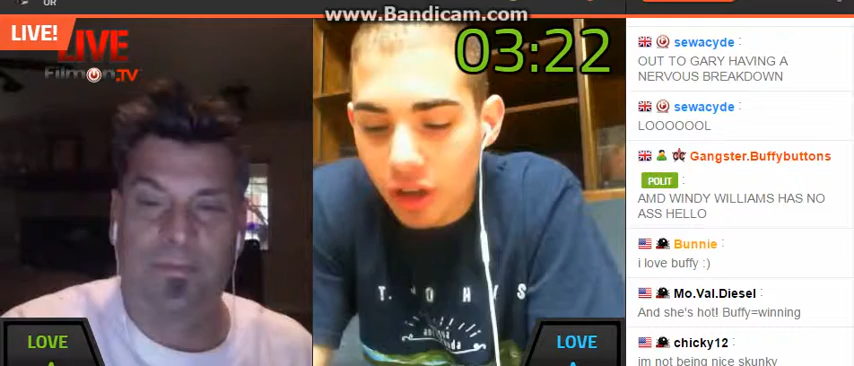 OR
www.Bandicam.com
LIVE!
LIVE
FilmOn.TV
03:22
LOVE
LOVE
sewacyde :
OUT TO GARY HAVING A
NERVOUS BREAKDOWN
sewacyde :
LOOOOOOL
Gangster.Buffybuttons
POLIT :
AMD WINDY WILLIAMS HAS NO
ASS HELLO
Bunnie :
i love buffy :)
Mo.Val.Diesel :
And she's hot! Buffy=winning
chicky12 :
im not being nice skunky